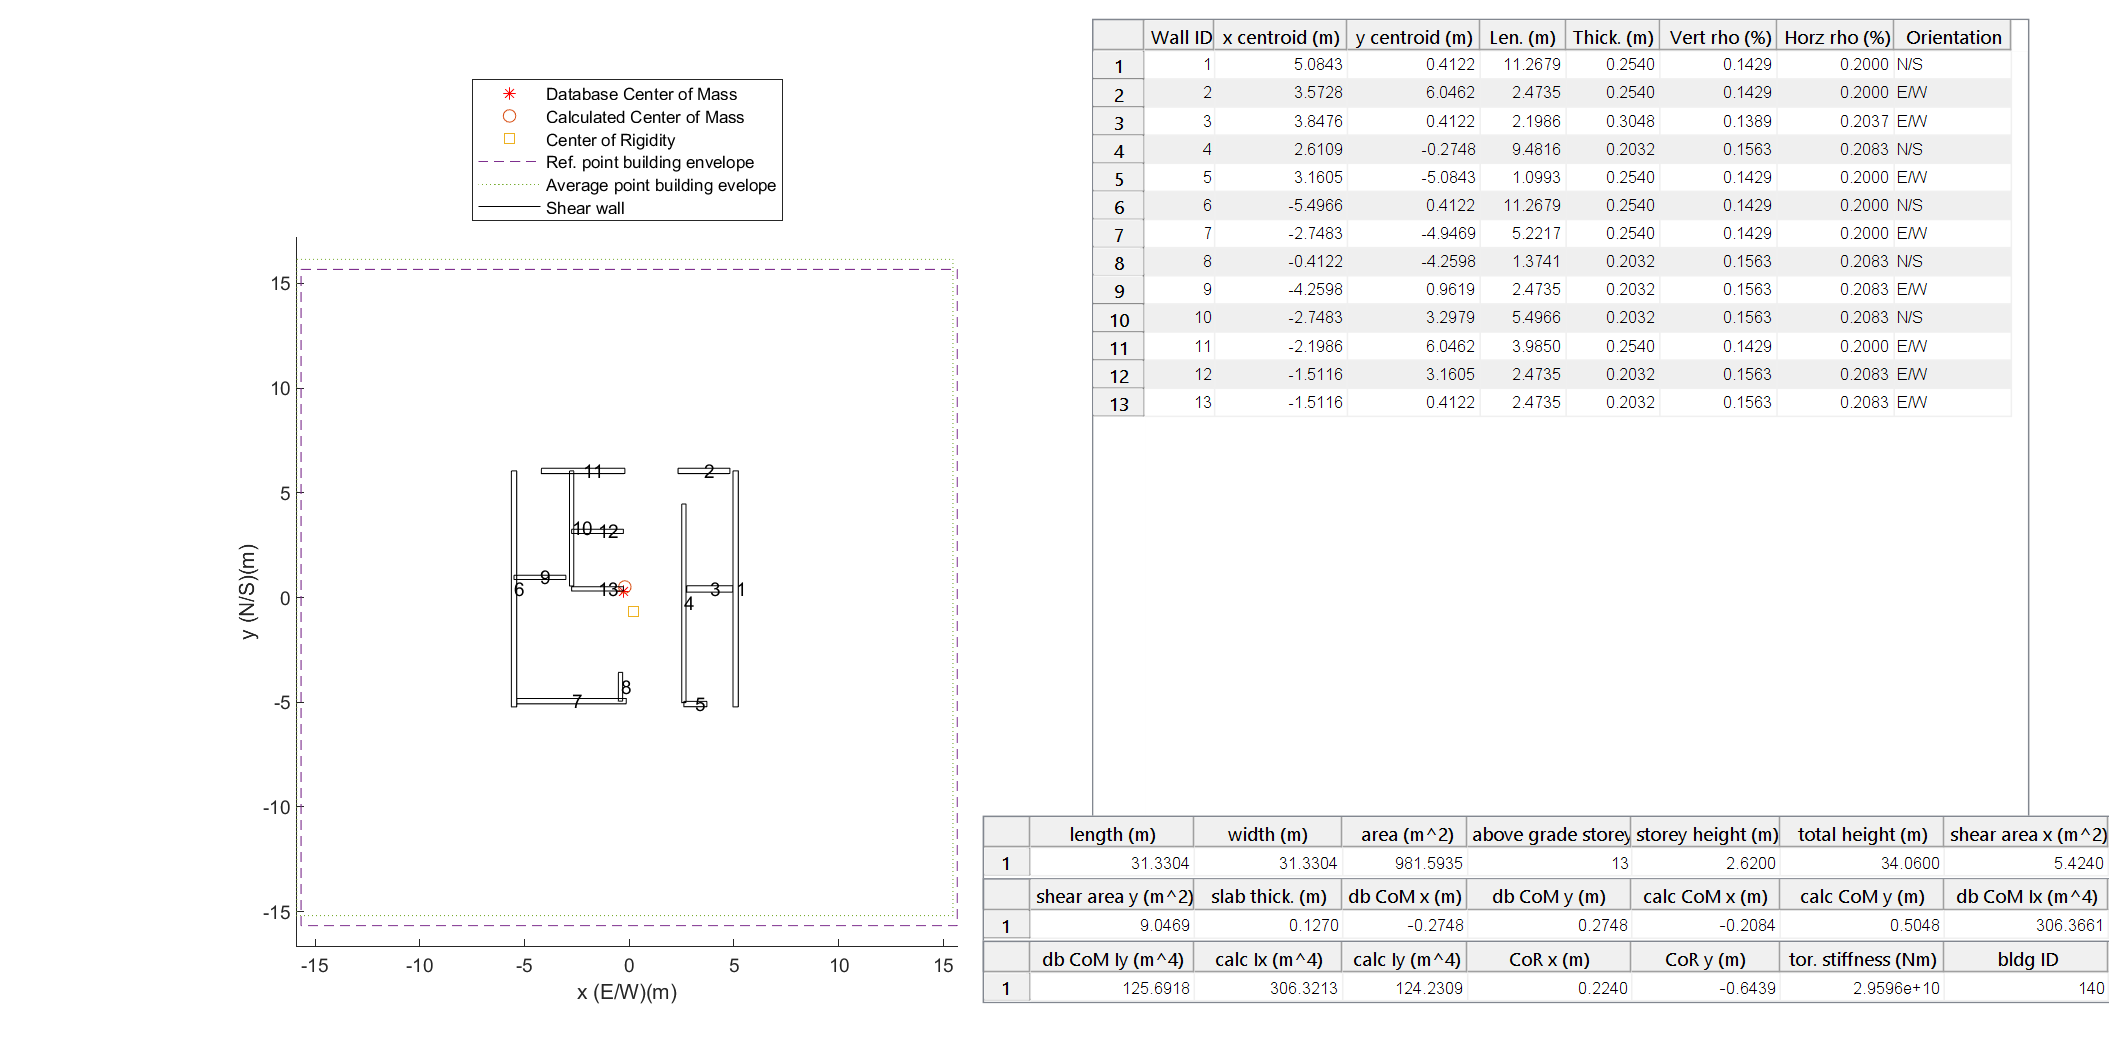 Database Center of Mass
Calculated Center of Mass
Center of Rigidity
Ref. point building envelope
Average point building evelope
Shear wall
15
10
5
0
-5
-10
-15
y (N/S)(m)
-15 -10 -5 0 5 10 15
x (E/W)(m)
11 2
10 12
9 13 3 1
6 4
8
7 5
Wall ID x centroid (m) y centroid (m) Len. (m) Thick. (m) Vert rho (%) Horz rho (%) Orientation
1 1 5.0843 0.4122 11.2679 0.2540 0.1429 0.2000 N/S
2 2 3.5728 6.0462 2.4735 0.2540 0.1429 0.2000 E/W
3 3 3.8476 0.4122 2.1986 0.3048 0.1389 0.2037 E/W
4 4 2.6109 -0.2748 9.4816 0.2032 0.1563 0.2083 N/S
5 5 3.1605 -5.0843 1.0993 0.2540 0.1429 0.2000 E/W
6 6 -5.4966 0.4122 11.2679 0.2540 0.1429 0.2000 N/S
7 7 -2.7483 -4.9469 5.2217 0.2540 0.1429 0.2000 E/W
8 8 -0.4122 -4.2598 1.3741 0.2032 0.1563 0.2083 N/S
9 9 -4.2598 0.9619 2.4735 0.2032 0.1563 0.2083 E/W
10 10 -2.7483 3.2979 5.4966 0.2032 0.1563 0.2083 N/S
11 11 -2.1986 6.0462 3.9850 0.2540 0.1429 0.2000 E/W
12 12 -1.5116 3.1605 2.4735 0.2032 0.1563 0.2083 E/W
13 13 -1.5116 0.4122 2.4735 0.2032 0.1563 0.2083 E/W
length (m) width (m) area (m^2) above grade storey storey height (m) total height (m) shear area x (m^2)
1 31.3304 31.3304 981.5935 13 2.6200 34.0600 5.4240
shear area y (m^2) slab thick. (m) db CoM x (m) db CoM y (m) calc CoM x (m) calc CoM y (m) db CoM Ix (m^4)
1 9.0469 0.1270 -0.2748 0.2748 -0.2084 0.5048 306.3661
db CoM Iy (m^4) calc Ix (m^4) calc Iy (m^4) CoR x (m) CoR y (m) tor. stiffness (Nm) bldg ID
1 125.6918 306.3213 124.2309 0.2240 -0.6439 2.9596e+10 140